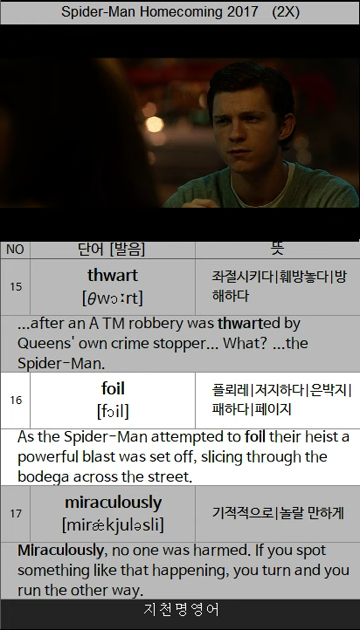 Spider-Man Homecoming 2017 (2X)
NO 단어 [발음] 뜻
15 thwart [θwɔːrt] 좌절시키다|훼방놓다|방해하다
...after an A TM robbery was thwarted by
Queens' own crime stopper... What? ...the
Spider-Man.
16 foil [fɔil] 플뢰레|저지하다|은박지|패하다|페이지
As the Spider-Man attempted to foil their heist a
powerful blast was set off, slicing through the
bodega across the street.
17 miraculously [mirǽkjuləsli] 기적적으로|놀랄 만하게
Miraculously, no one was harmed. If you spot
something like that happening, you turn and you
run the other way.
지천명영어